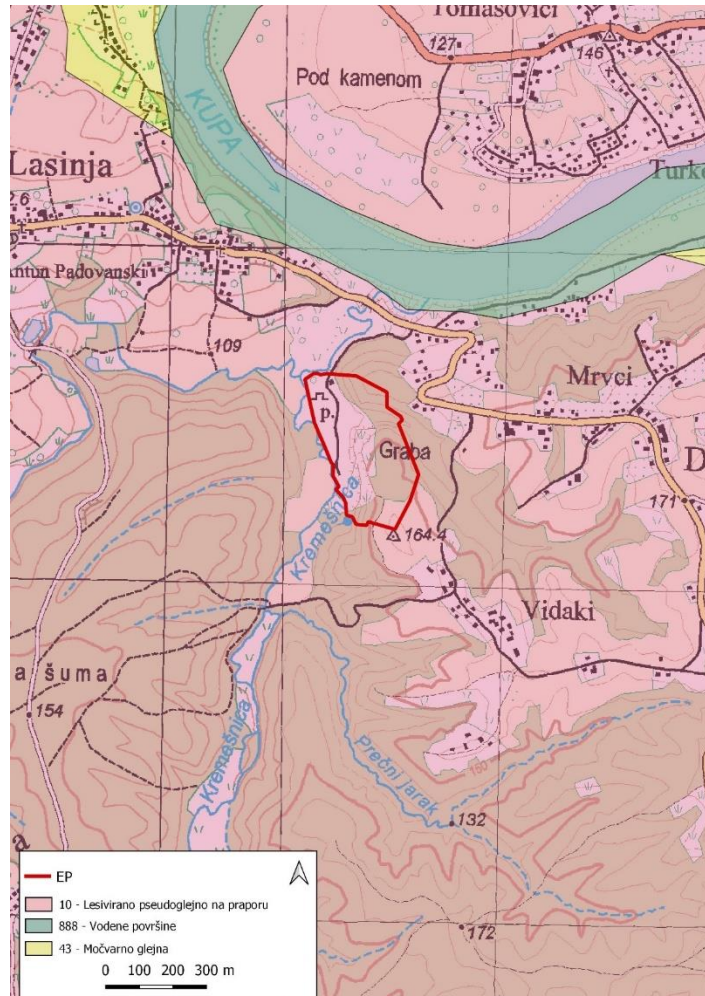 Tomašovići
127
146
Pod kamenom
KUPA
Lasinja
Turko
6
Antun Padovanski
109
Mrvci
p.
Graba
D
171
Kremešnica
164.4
Vidaki
a šuma
154
Kremešnica
Prečni jarak
132
172
a
EP
10 - Lesivirano pseudoglejno na praporu
888 - Vodene površine
43 - Močvarno glejna
0 100 200 300 m